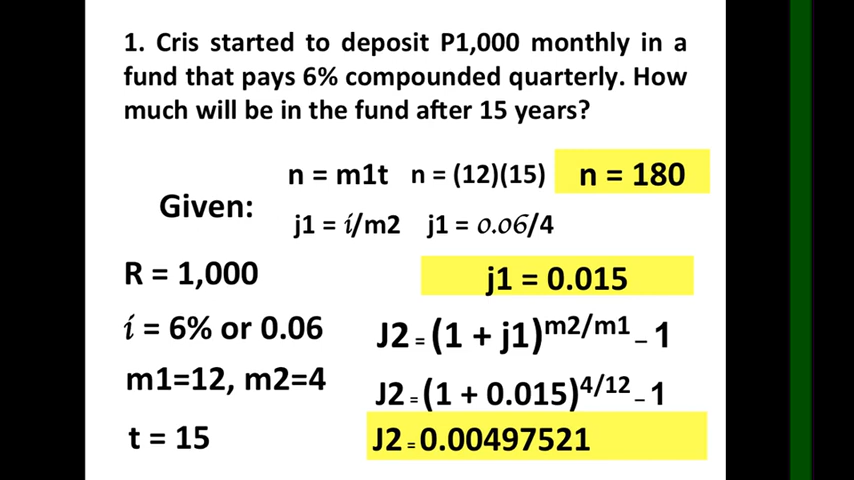 1. Cris started to deposit P1,000 monthly in a
fund that pays 6% compounded quarterly. How
much will be in the fund after 15 years?
n = m1t n = (12)(15) n = 180
Given:
j1 = i/m2 j1 = 0.06/4
R = 1,000
j1 = 0.015
i = 6% or 0.06
J2 = (1 + j1)^m2/m1 – 1
m1=12, m2=4
J2 = (1 + 0.015)^4/12 – 1
t = 15
J2 = 0.00497521